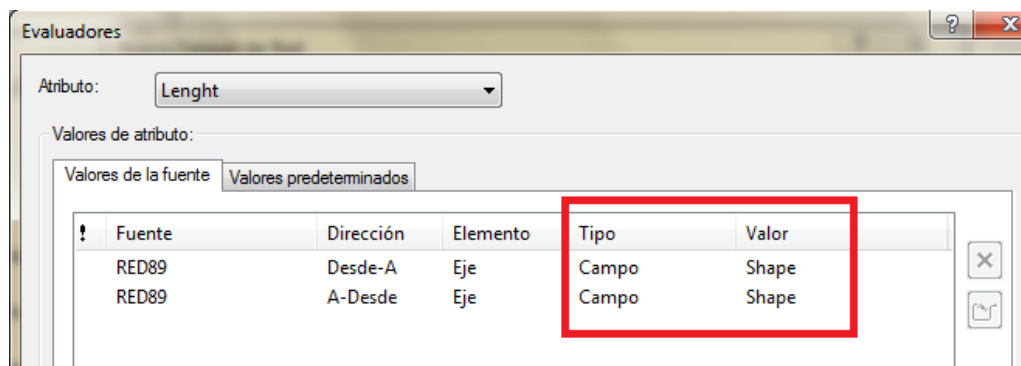 Evaluadores
Atributo: Lenght
Valores de atributo:
Valores de la fuente Valores predeterminados
! Fuente Dirección Elemento Tipo Valor
RED89 Desde-A Eje Campo Shape
RED89 A-Desde Eje Campo Shape